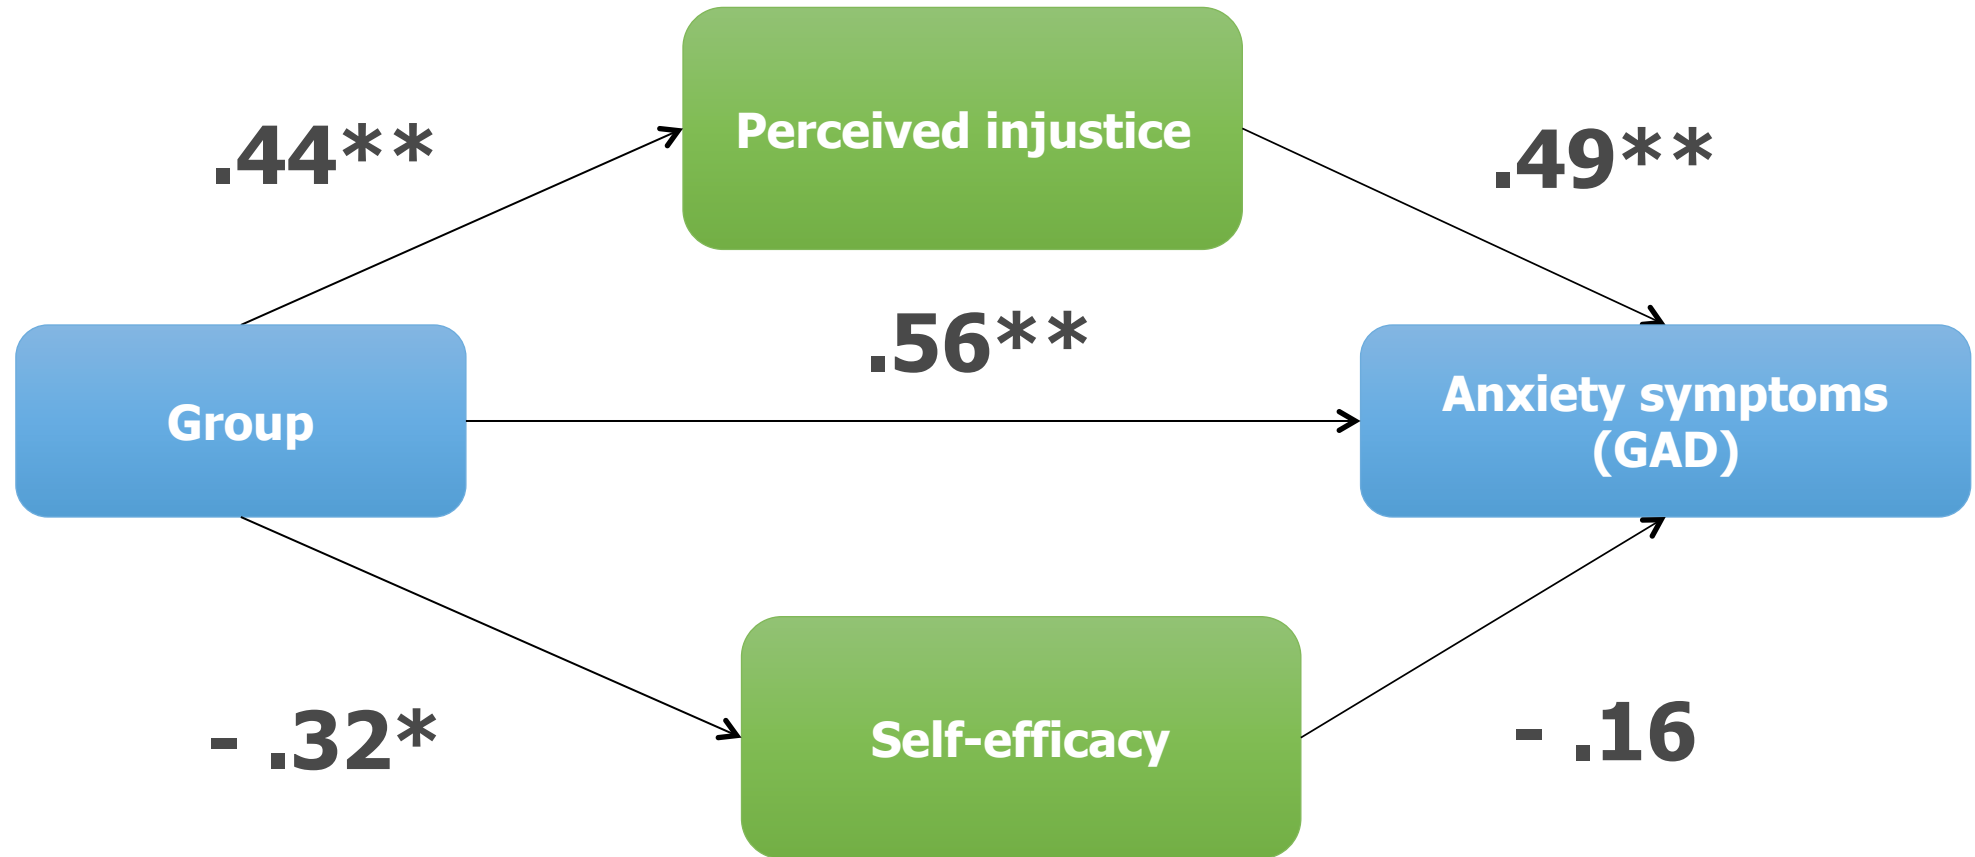 Perceived injustice
.44**
.49**
.56**
Group
Anxiety symptoms
(GAD)
- .32*
Self-efficacy
- .16